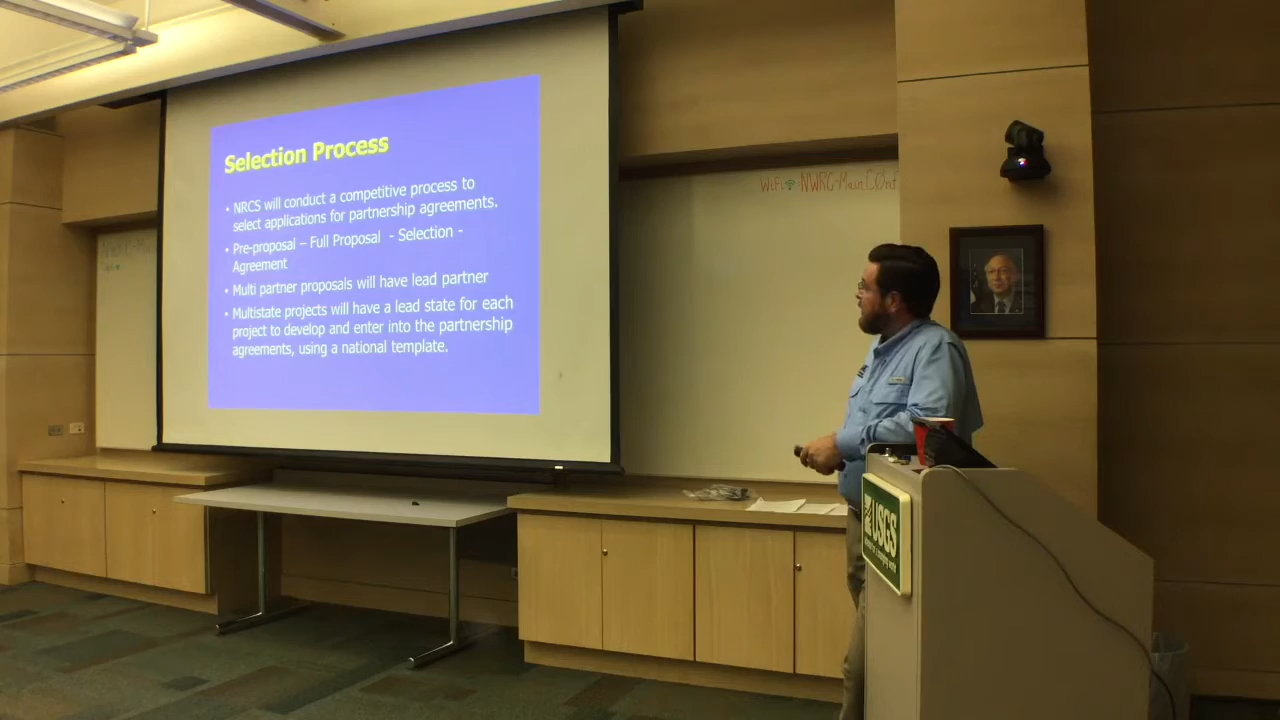 Selection Process
• NRCS will conduct a competitive process to
select applications for partnership agreements.
• Pre-proposal – Full Proposal - Selection -
Agreement
• Multi partner proposals will have lead partner
• Multistate projects will have a lead state for each
project to develop and enter into the partnership
agreements, using a national template.
WiFi NWRC-Main
USGS